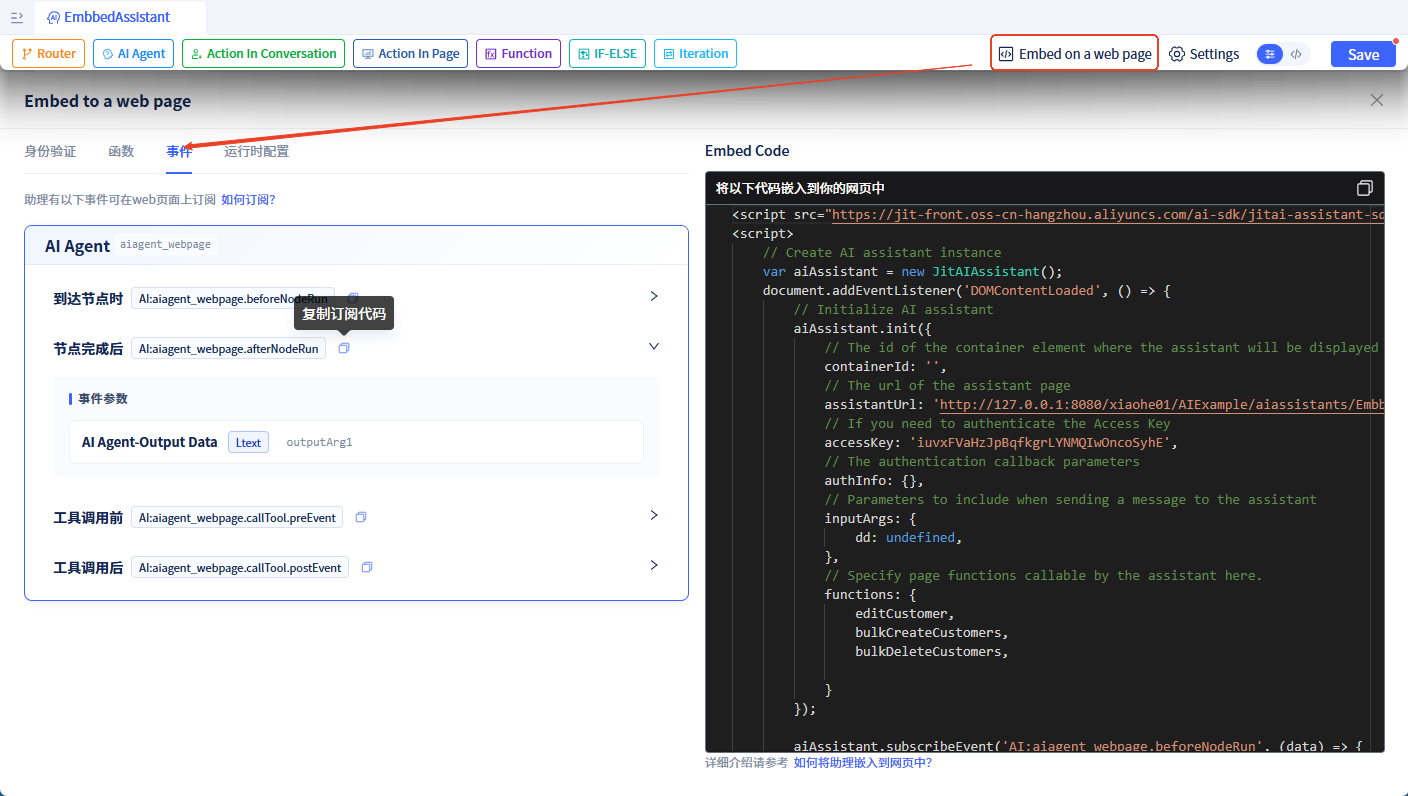 EmbbedAssistant
Router
AI Agent
Action In Conversation
Action In Page
Function
IF-ELSE
Iteration
Embed on a web page
Settings
Save
Embed to a web page
身份验证
函数
事件
运行时配置
助理有以下事件可在web页面上订阅 如何订阅?
AI Agent aiagent_webpage
到达节点时 AI:aiagent_webpage.beforeNodeRun
复制订阅代码
节点完成后 AI:aiagent_webpage.afterNodeRun
事件参数
AI Agent-Output Data Ltext outputArg1
工具调用前 AI:aiagent_webpage.callTool.preEvent
工具调用后 AI:aiagent_webpage.callTool.postEvent
Embed Code
将以下代码嵌入到你的网页中
<script src="https://jit-front.oss-cn-hangzhou.aliyuncs.com/ai-sdk/jitai-assistant-sd
<script>
// Create AI assistant instance
var aiAssistant = new JitAIAssistant();
document.addEventListener('DOMContentLoaded', () => {
// Initialize AI assistant
aiAssistant.init({
// The id of the container element where the assistant will be displayed
containerId: '',
// The url of the assistant page
assistantUrl: 'http://127.0.0.1:8080/xiaohe01/AIExample/aiassistants/Embb
// If you need to authenticate the Access Key
accessKey: 'iuvxFVaHzJpBqfkgrLYNMQIwOncoSyhE',
// The authentication callback parameters
authInfo: {},
// Parameters to include when sending a message to the assistant
inputArgs: {
dd: undefined,
},
// Specify page functions callable by the assistant here.
functions: {
editCustomer,
bulkCreateCustomers,
bulkDeleteCustomers,
}
});
aiAssistant.subscribeEvent('AI:aiagent_webpage.beforeNodeRun', (data) => {
详细介绍请参考 如何将助理嵌入到网页中?